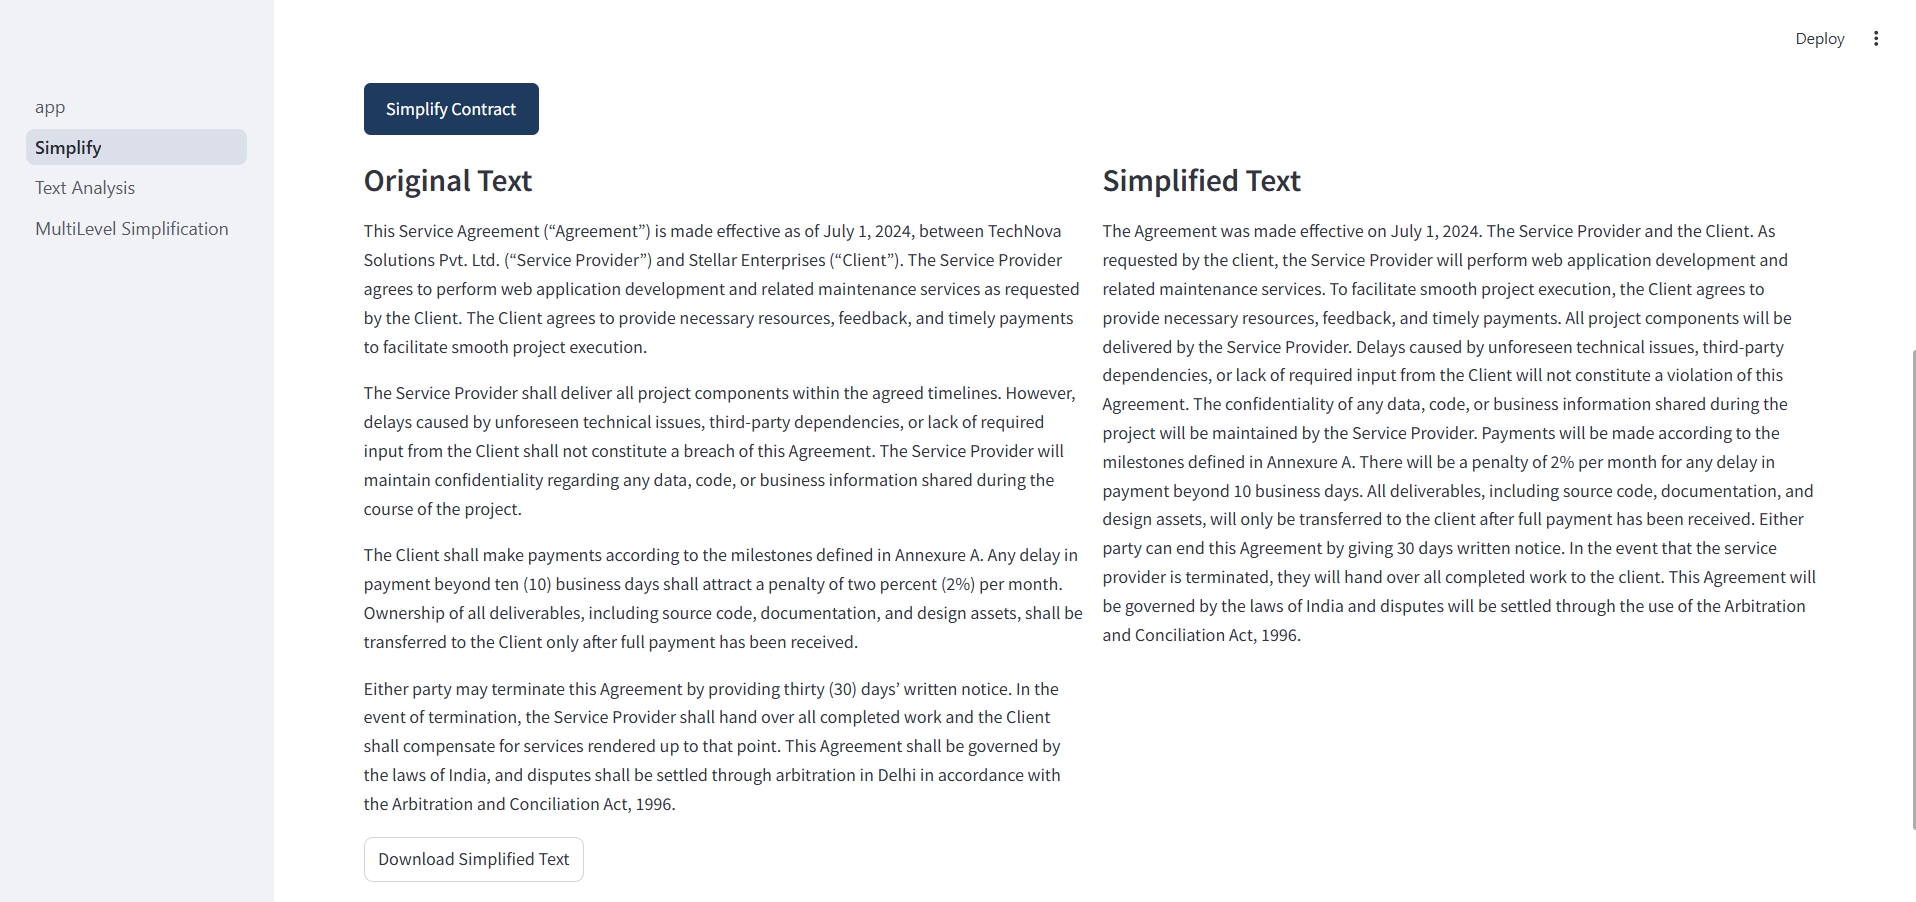 Deploy
app
Simplify
Text Analysis
MultiLevel Simplification
Simplify Contract
Original Text
This Service Agreement (“Agreement”) is made effective as of July 1, 2024, between TechNova
Solutions Pvt. Ltd. (“Service Provider”) and Stellar Enterprises (“Client”). The Service Provider
agrees to perform web application development and related maintenance services as requested
by the Client. The Client agrees to provide necessary resources, feedback, and timely payments
to facilitate smooth project execution.
The Service Provider shall deliver all project components within the agreed timelines. However,
delays caused by unforeseen technical issues, third-party dependencies, or lack of required
input from the Client shall not constitute a breach of this Agreement. The Service Provider will
maintain confidentiality regarding any data, code, or business information shared during the
course of the project.
The Client shall make payments according to the milestones defined in Annexure A. Any delay in
payment beyond ten (10) business days shall attract a penalty of two percent (2%) per month.
Ownership of all deliverables, including source code, documentation, and design assets, shall be
transferred to the Client only after full payment has been received.
Either party may terminate this Agreement by providing thirty (30) days’ written notice. In the
event of termination, the Service Provider shall hand over all completed work and the Client
shall compensate for services rendered up to that point. This Agreement shall be governed by
the laws of India, and disputes shall be settled through arbitration in Delhi in accordance with
the Arbitration and Conciliation Act, 1996.
Download Simplified Text
Simplified Text
The Agreement was made effective on July 1, 2024. The Service Provider and the Client. As
requested by the client, the Service Provider will perform web application development and
related maintenance services. To facilitate smooth project execution, the Client agrees to
provide necessary resources, feedback, and timely payments. All project components will be
delivered by the Service Provider. Delays caused by unforeseen technical issues, third-party
dependencies, or lack of required input from the Client will not constitute a violation of this
Agreement. The confidentiality of any data, code, or business information shared during the
project will be maintained by the Service Provider. Payments will be made according to the
milestones defined in Annexure A. There will be a penalty of 2% per month for any delay in
payment beyond 10 business days. All deliverables, including source code, documentation, and
design assets, will only be transferred to the client after full payment has been received. Either
party can end this Agreement by giving 30 days written notice. In the event that the service
provider is terminated, they will hand over all completed work to the client. This Agreement will
be governed by the laws of India and disputes will be settled through the use of the Arbitration
and Conciliation Act, 1996.